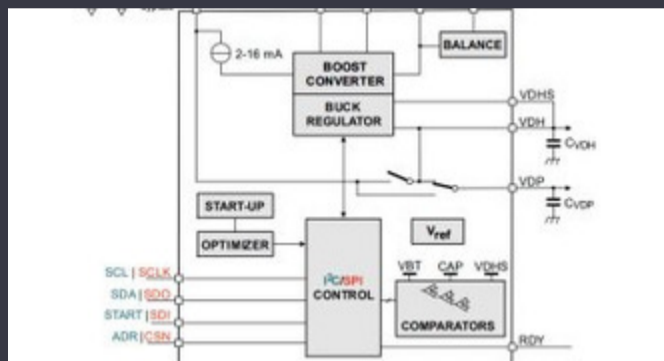 2-16 mA
BALANCE
BOOST
CONVERTER
BUCK
REGULATOR
VDHS
VDH
CVDH
VDP
CVDP
START-UP
OPTIMIZER
Vref
SCL | SCLK
SDA | SDO
START | SDI
ADR | CSN
I²C/SPI
CONTROL
VBT CAP VDHS
COMPARATORS
RDY